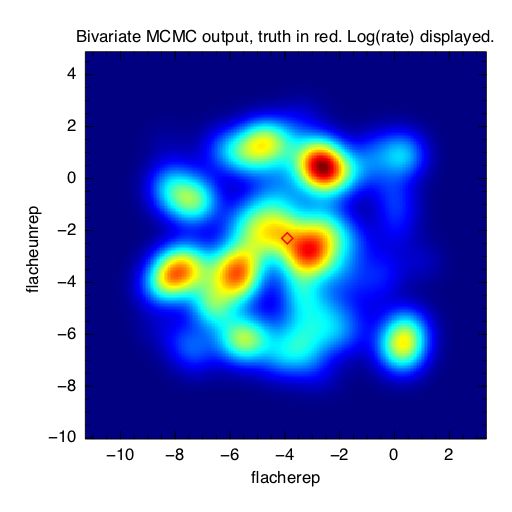 Bivariate MCMC output, truth in red. Log(rate) displayed.
4
2
0
−2
−4
−6
−8
−10
flacheunrep
−10 −8 −6 −4 −2 0 2
flacherep